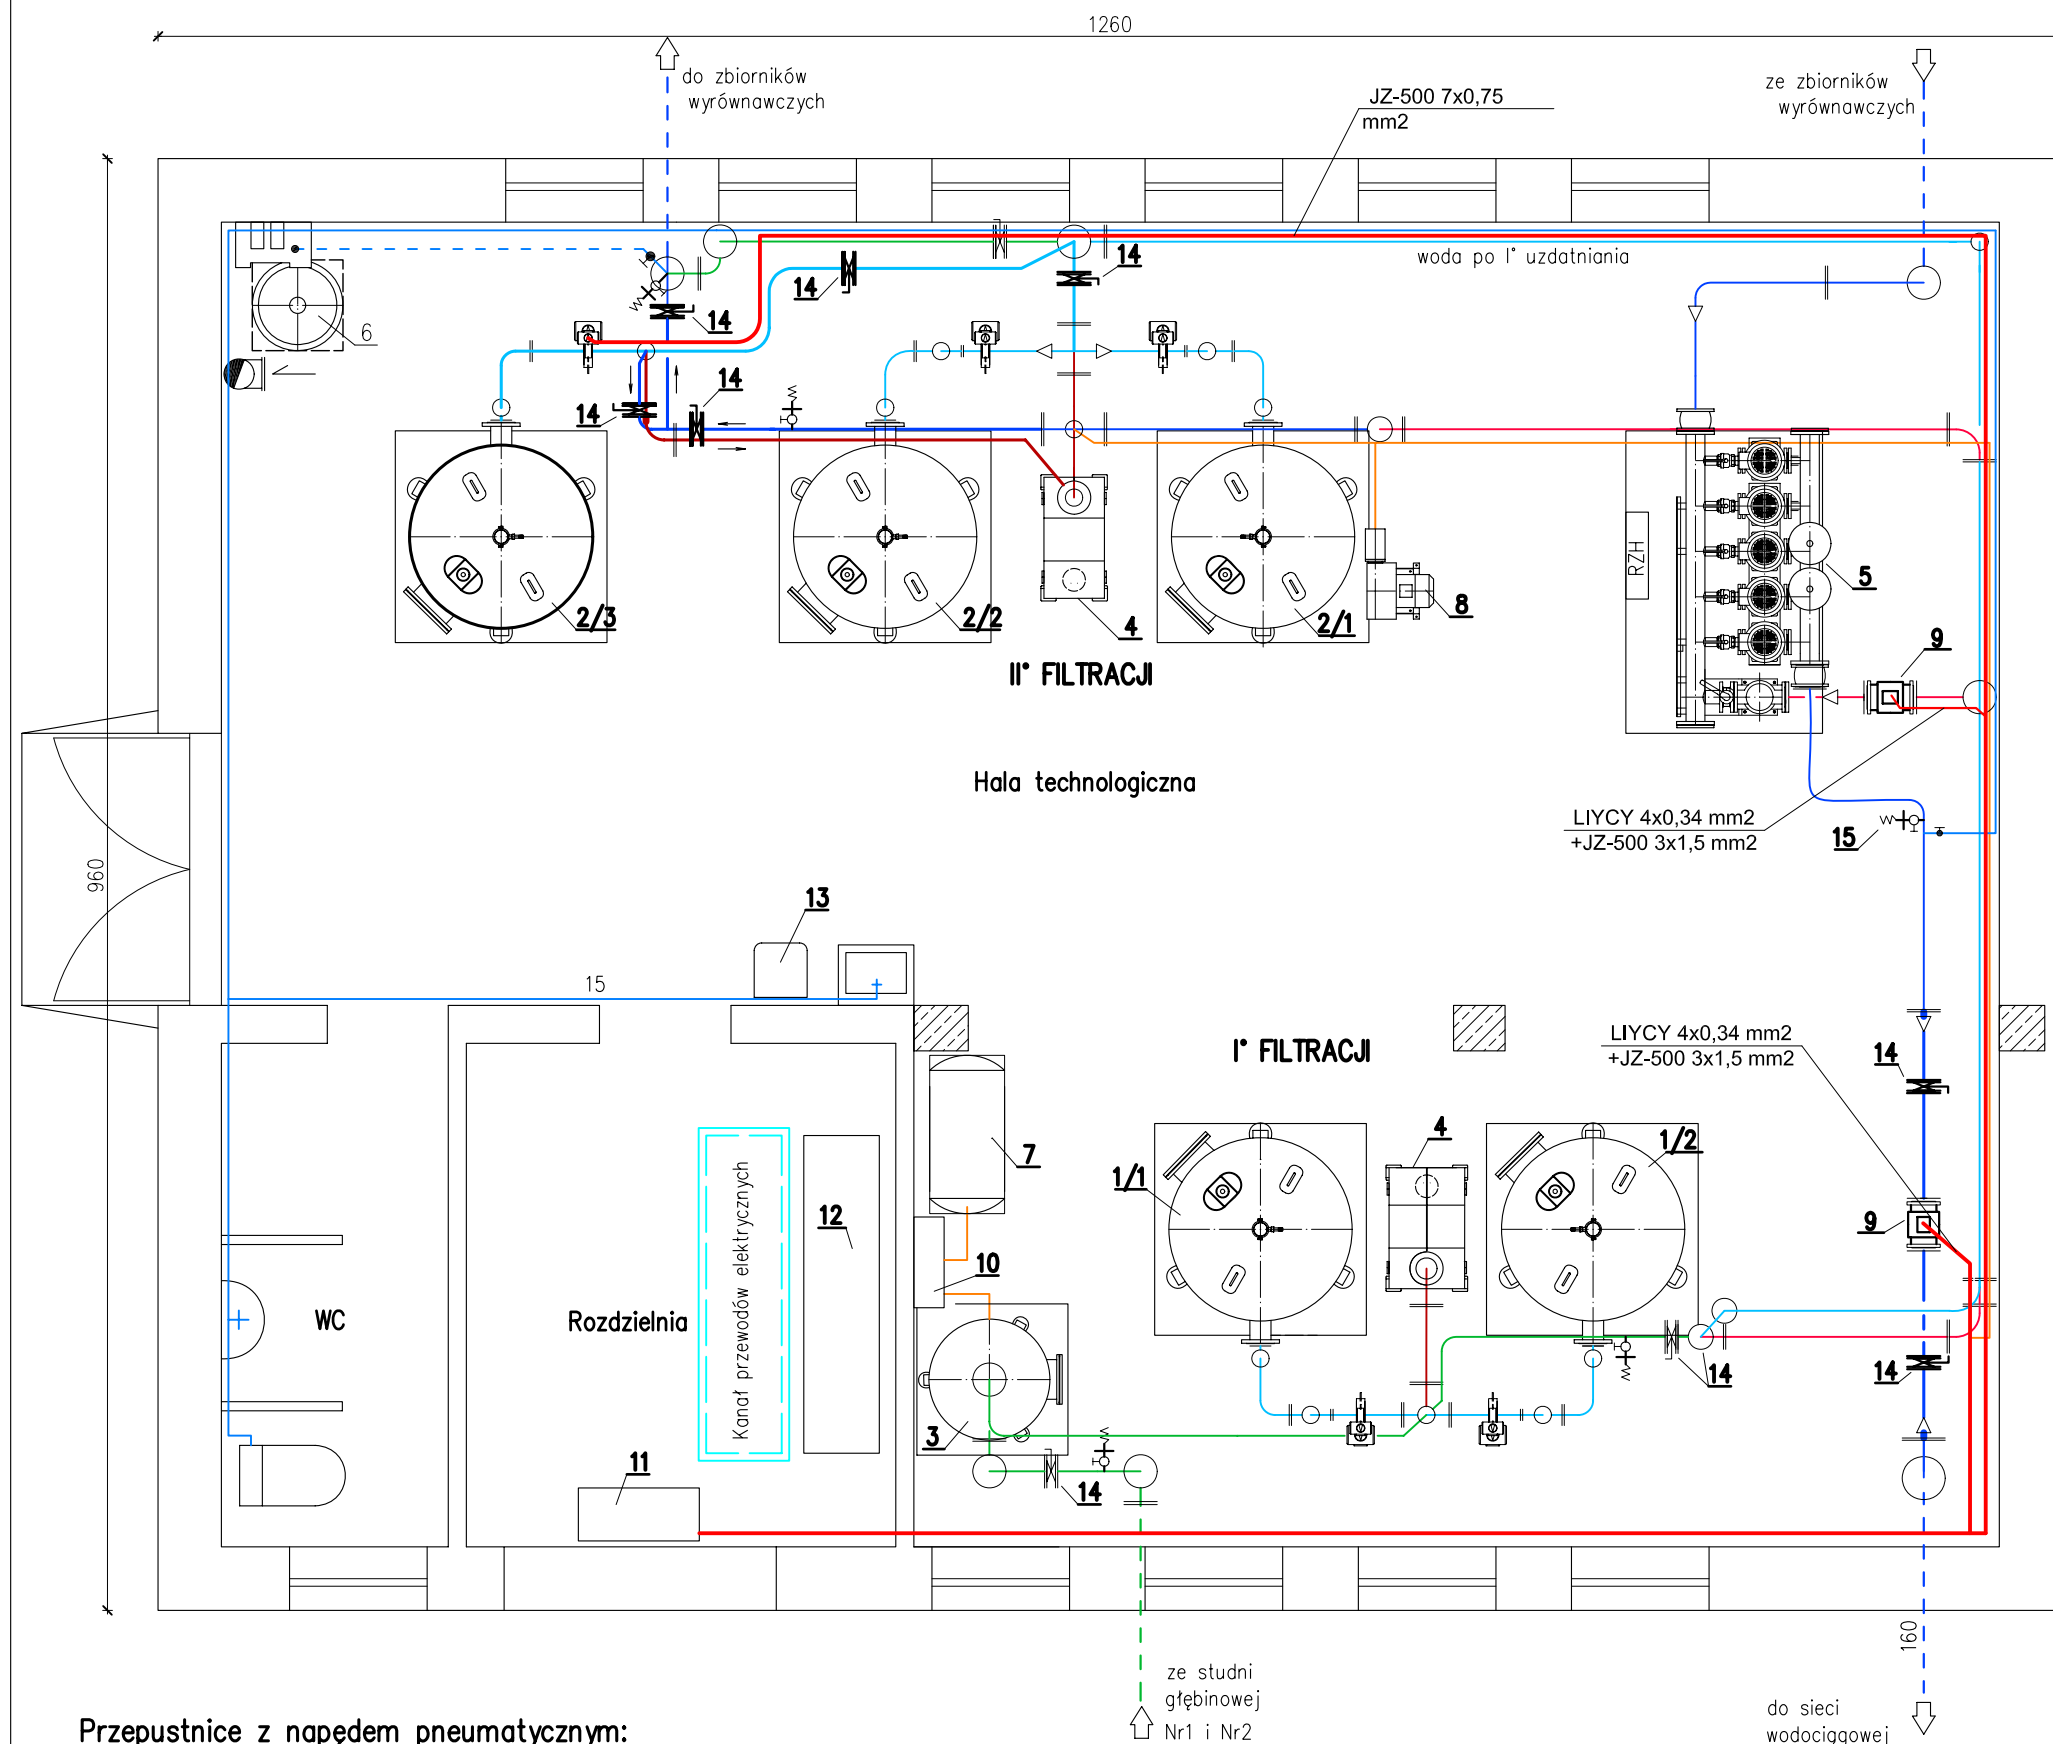 1260
do zbiorników
wyrównawczych
ze zbiorników
wyrównawczych
JZ-500 7x0,75
mm2
woda po I° uzdatniania
14
14
14
6
14
14
2/3
2/2
4
2/1
8
RZH
5
9
II° FILTRACJI
Hala technologiczna
LIYCY 4x0,34 mm2
+JZ-500 3x1,5 mm2
15
960
13
15
I° FILTRACJI
LIYCY 4x0,34 mm2
+JZ-500 3x1,5 mm2
14
7
1/1
4
1/2
12
9
10
WC
Rozdzielnia
Kanał przewodów elektrycznych
14
14
3
11
14
160
ze studni
głębinowej
Nr1 i Nr2
do sieci
wodociągowej
Przepustnice z napędem pneumatycznym: